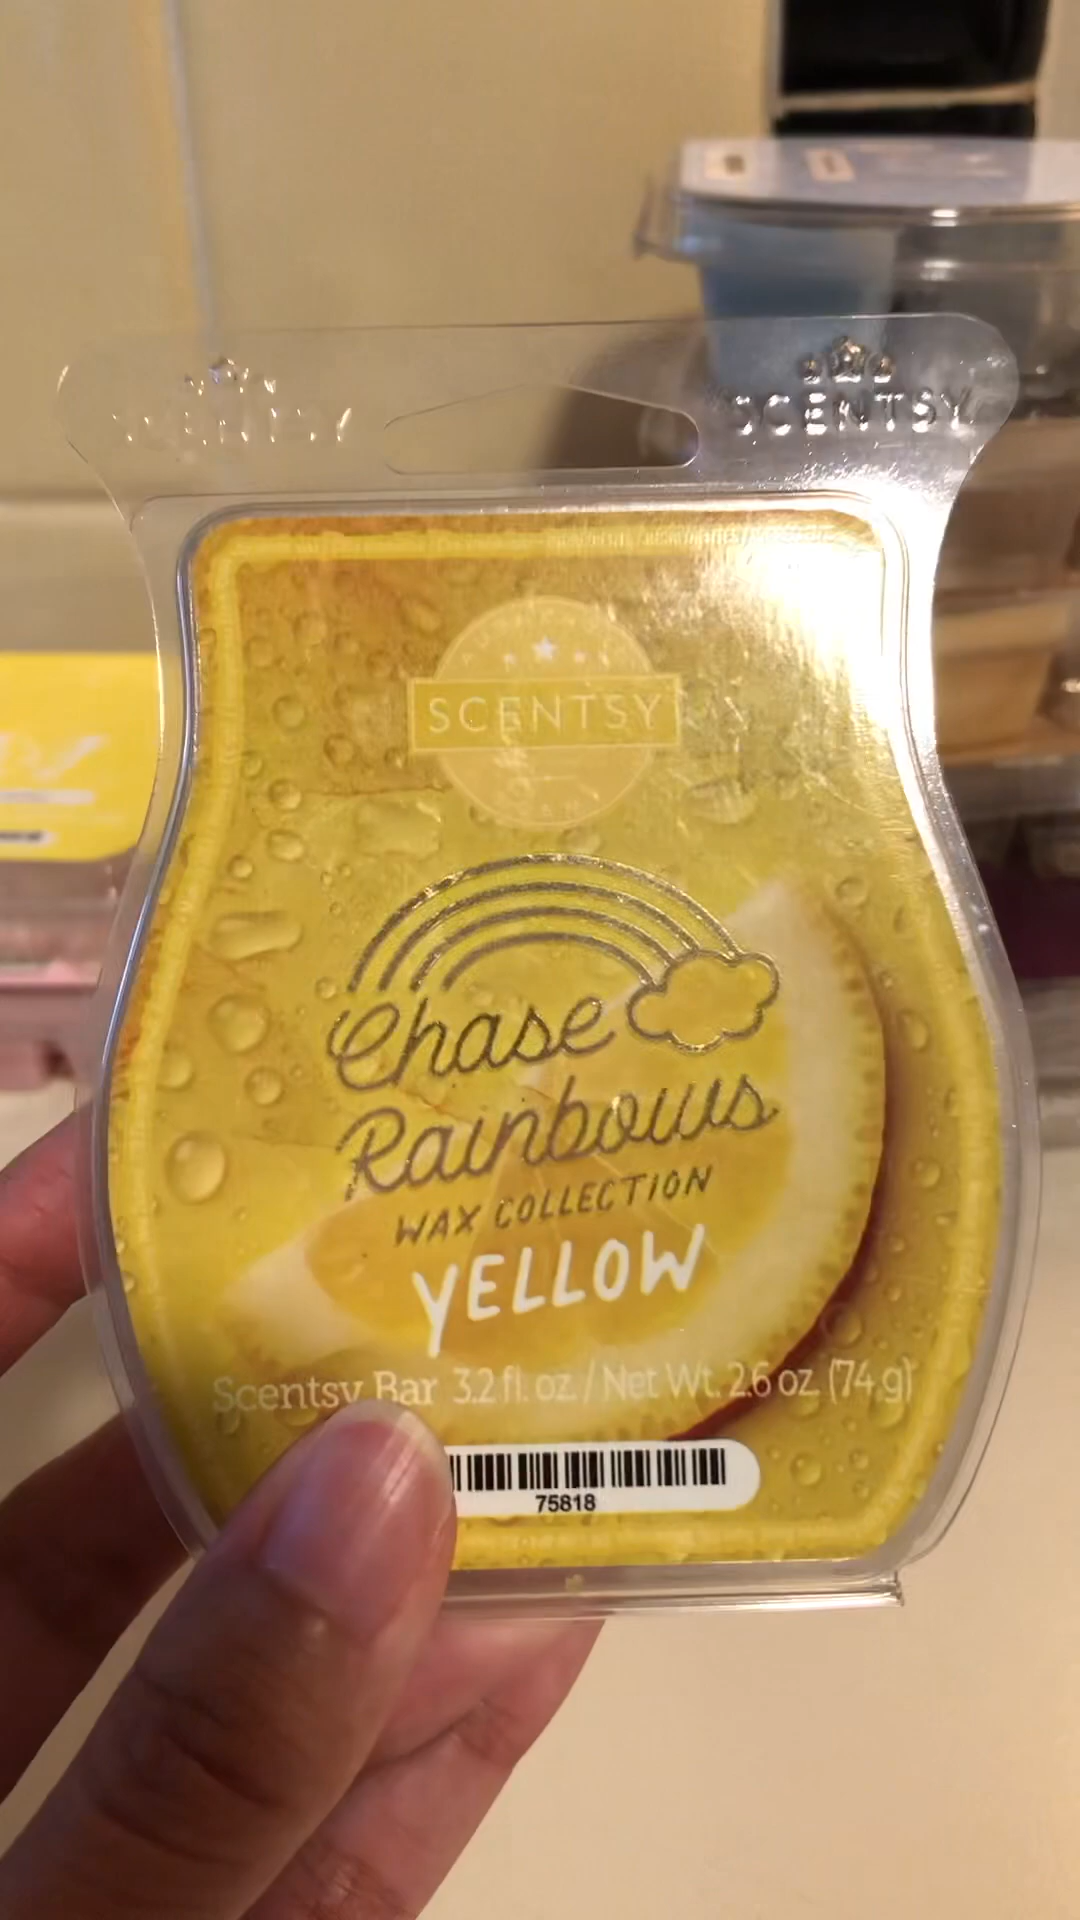 SCENTSY
SCENTSY
SCENTSY
Chase
Rainbows
WAX COLLECTION
YELLOW
Scentsy Bar 3.2 fl. oz. / Net Wt. 2.6 oz. (74 g)
75818